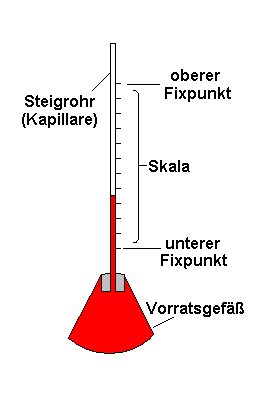 oberer
Fixpunkt
Steigrohr
(Kapillare)
Skala
unterer
Fixpunkt
Vorratsgefäß